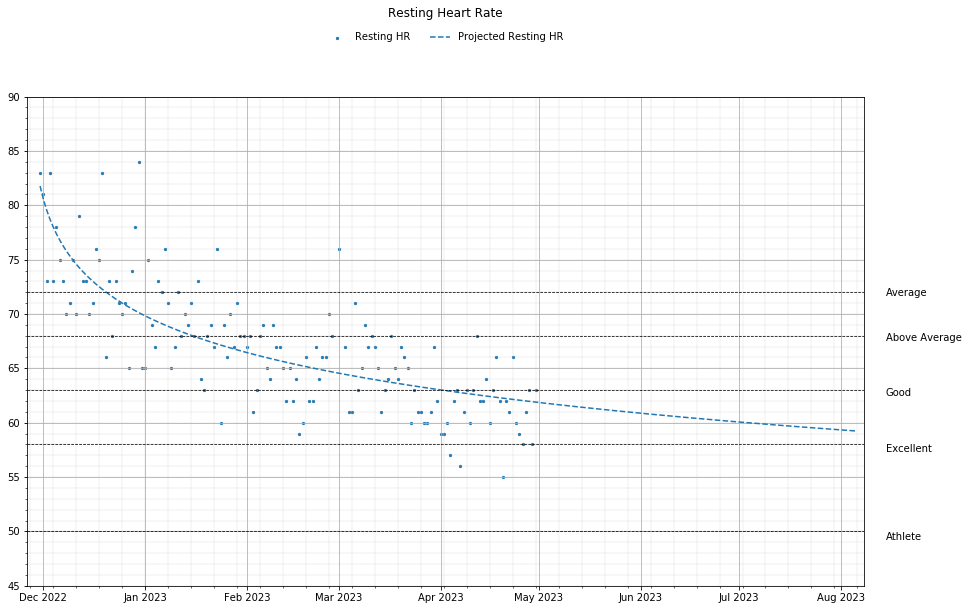 Resting Heart Rate
Resting HR Projected Resting HR
90
85
80
75
Average
70
Above Average
65
Good
60
Excellent
55
50
Athlete
45
Dec 2022 Jan 2023 Feb 2023 Mar 2023 Apr 2023 May 2023 Jun 2023 Jul 2023 Aug 2023